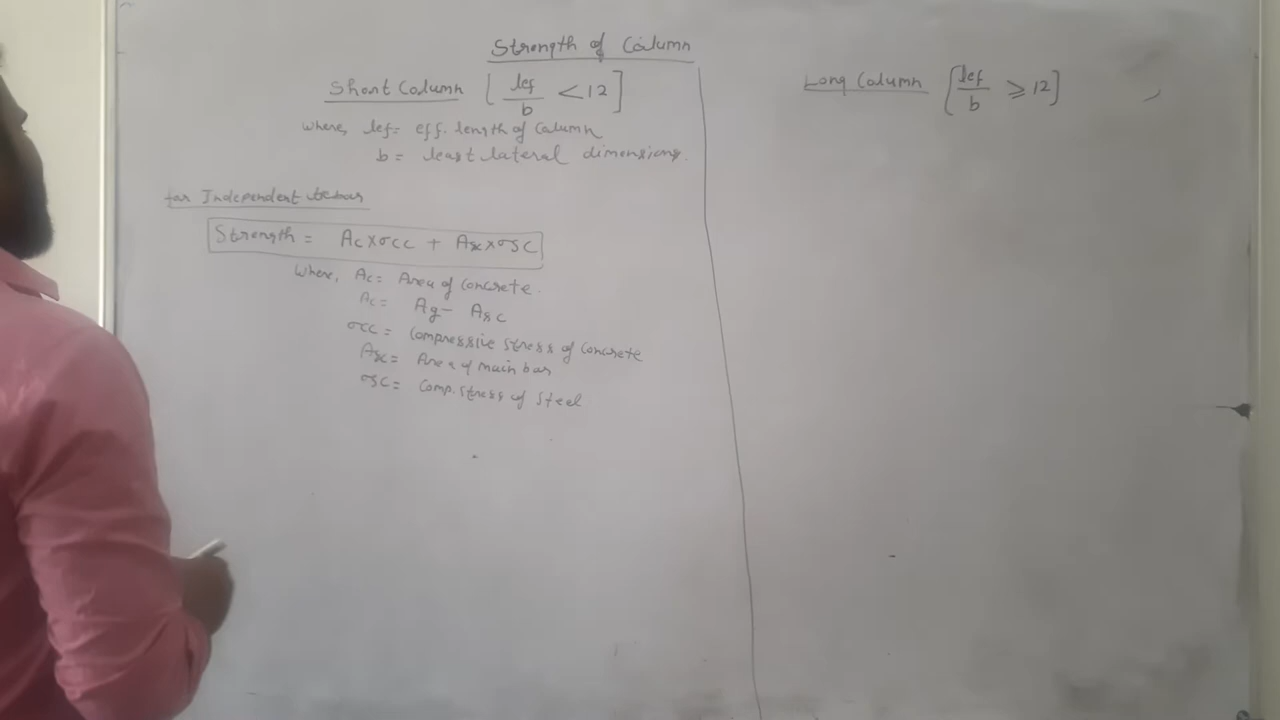 Strength of Column
Short Column [lef/b < 12]
where, lef = eff. length of Column
b = least lateral dimensions.
for Independent
Strength = Ac×σcc + Asc×σsc
where, Ac = Area of Concrete.
Ac = Ag - Asc
σcc = Compressive stress of Concrete
Asc = Area of main bar
σsc = Comp. stress of Steel
Long Column [lef/b ≥ 12]